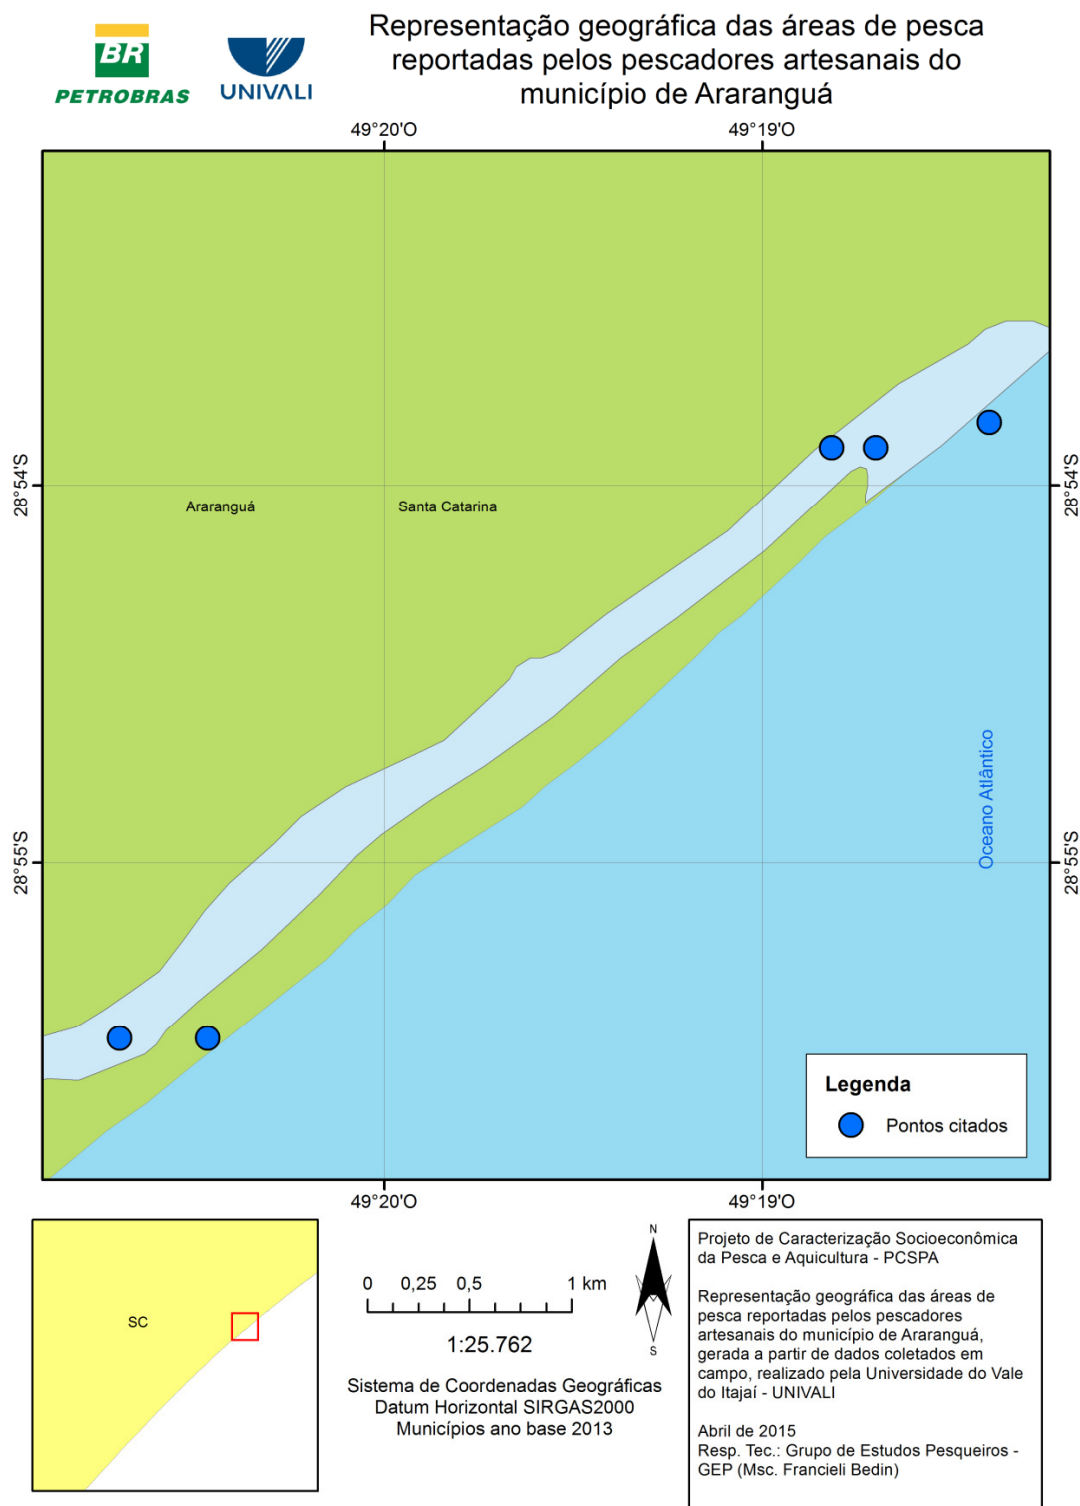 Representação geográfica das áreas de pesca
reportadas pelos pescadores artesanais do
município de Araranguá
BR
PETROBRAS
UNIVALI
49°20'O
49°19'O
28°54'S
28°54'S
Araranguá
Santa Catarina
Oceano Atlântico
28°55'S
28°55'S
Legenda
Pontos citados
49°20'O
49°19'O
SC
0 0,25 0,5 1 km
1:25.762
Sistema de Coordenadas Geográficas
Datum Horizontal SIRGAS2000
Municípios ano base 2013
N
S
Projeto de Caracterização Socioeconômica
da Pesca e Aquicultura - PCSPA
Representação geográfica das áreas de
pesca reportadas pelos pescadores
artesanais do município de Araranguá,
gerada a partir de dados coletados em
campo, realizado pela Universidade do Vale
do Itajaí - UNIVALI
Abril de 2015
Resp. Tec.: Grupo de Estudos Pesqueiros -
GEP (Msc. Francieli Bedin)